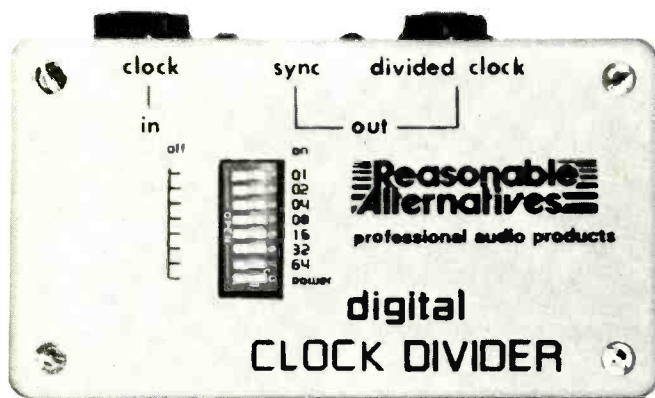 clock sync divided clock
in out
off on
01
02
04
08
16
32
64
power
Reasonable
Alternatives
professional audio products
digital
CLOCK DIVIDER